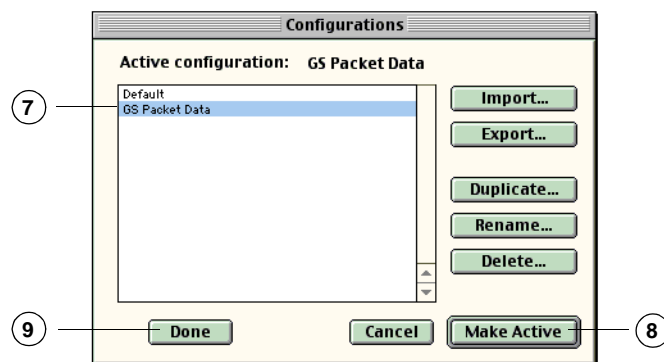 Configurations
Active configuration: GS Packet Data
Default
GS Packet Data
Import...
Export...
Duplicate...
Rename...
Delete...
Done
Cancel
Make Active
7
9
8